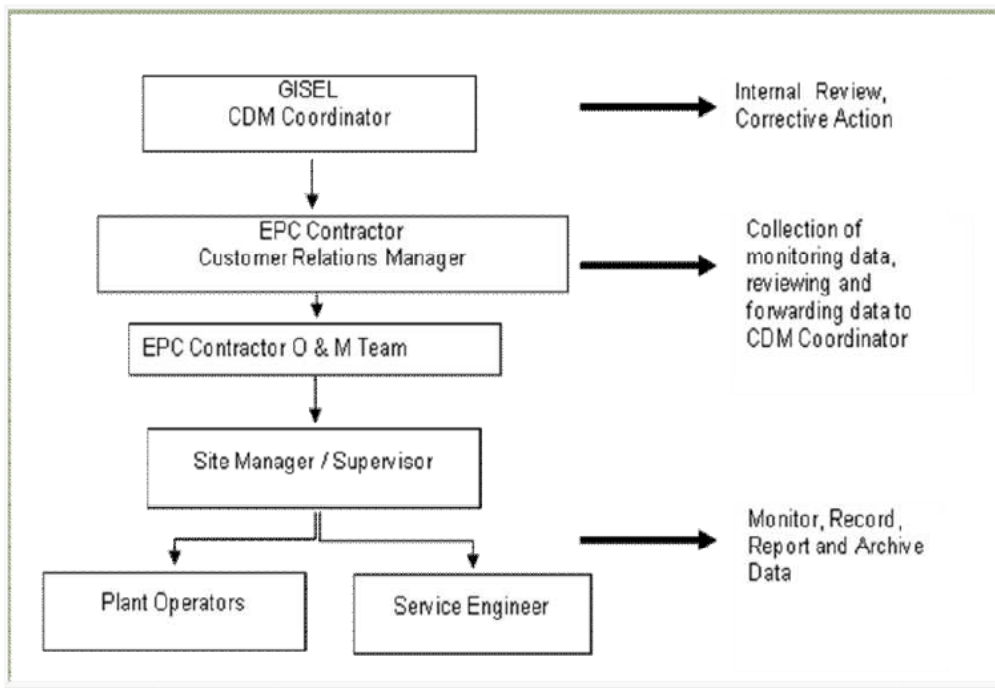 GISEL
CDM Coordinator
Internal Review,
Corrective Action
EPC Contractor
Customer Relations Manager
Collection of
monitoring data,
reviewing and
forwarding data to
CDM Coordinator
EPC Contractor O & M Team
Site Manager / Supervisor
Monitor, Record,
Report and Archive
Data
Plant Operators
Service Engineer